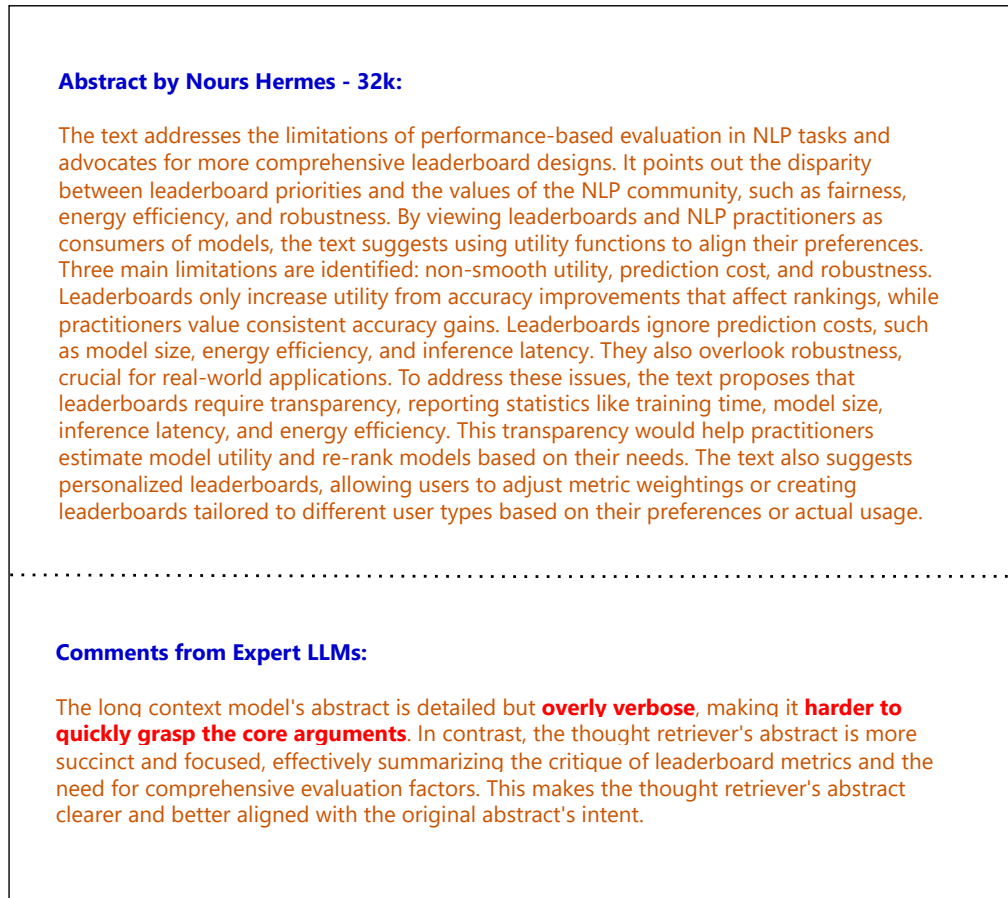 Abstract by Nours Hermes - 32k:
The text addresses the limitations of performance-based evaluation in NLP tasks and
advocates for more comprehensive leaderboard designs. It points out the disparity
between leaderboard priorities and the values of the NLP community, such as fairness,
energy efficiency, and robustness. By viewing leaderboards and NLP practitioners as
consumers of models, the text suggests using utility functions to align their preferences.
Three main limitations are identified: non-smooth utility, prediction cost, and robustness.
Leaderboards only increase utility from accuracy improvements that affect rankings, while
practitioners value consistent accuracy gains. Leaderboards ignore prediction costs, such
as model size, energy efficiency, and inference latency. They also overlook robustness,
crucial for real-world applications. To address these issues, the text proposes that
leaderboards require transparency, reporting statistics like training time, model size,
inference latency, and energy efficiency. This transparency would help practitioners
estimate model utility and re-rank models based on their needs. The text also suggests
personalized leaderboards, allowing users to adjust metric weightings or creating
leaderboards tailored to different user types based on their preferences or actual usage.
Comments from Expert LLMs:
The long context model's abstract is detailed but overly verbose, making it harder to
quickly grasp the core arguments. In contrast, the thought retriever's abstract is more
succinct and focused, effectively summarizing the critique of leaderboard metrics and the
need for comprehensive evaluation factors. This makes the thought retriever's abstract
clearer and better aligned with the original abstract's intent.